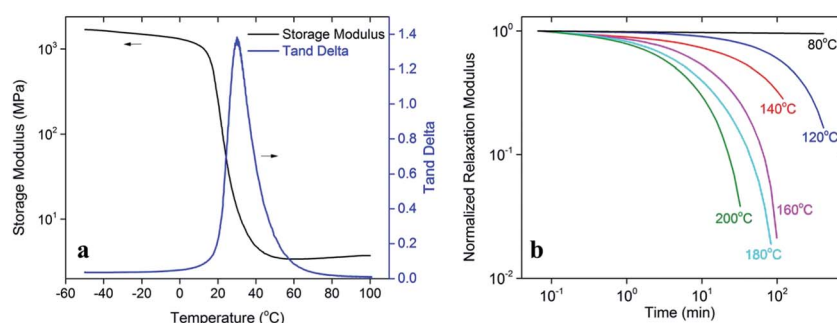 Storage Modulus
Tand Delta
Storage Modulus (MPa)
10³
10²
10¹
a
1.4
1.2
1.0
0.8
0.6
0.4
0.2
0.0
Tand Delta
-60 -40 -20 0 20 40 60 80 100
Temperature (°C)
Normalized Relaxation Modulus
10⁰
10⁻¹
10⁻²
80°C
140°C
120°C
200°C
160°C
180°C
b
10⁰ 10¹ 10²
Time (min)